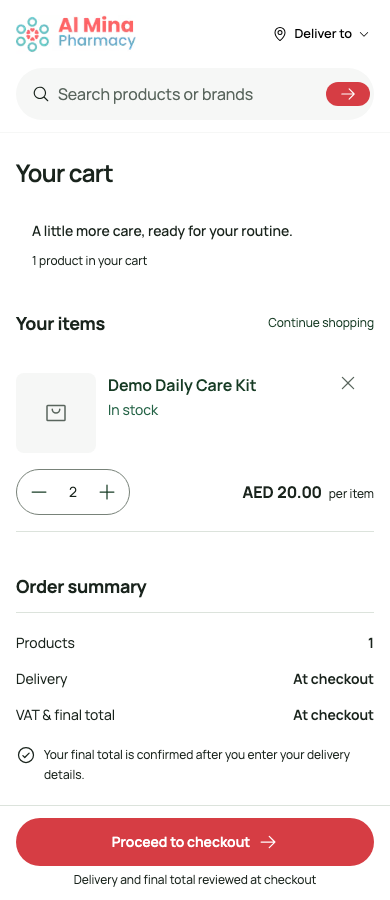 Al Mina
Pharmacy
Deliver to
Search products or brands
Your cart
A little more care, ready for your routine.
1 product in your cart
Your items
Continue shopping
Demo Daily Care Kit
In stock
2
AED 20.00 per item
Order summary
Products 1
Delivery At checkout
VAT & final total At checkout
Your final total is confirmed after you enter your delivery
details.
Proceed to checkout
Delivery and final total reviewed at checkout